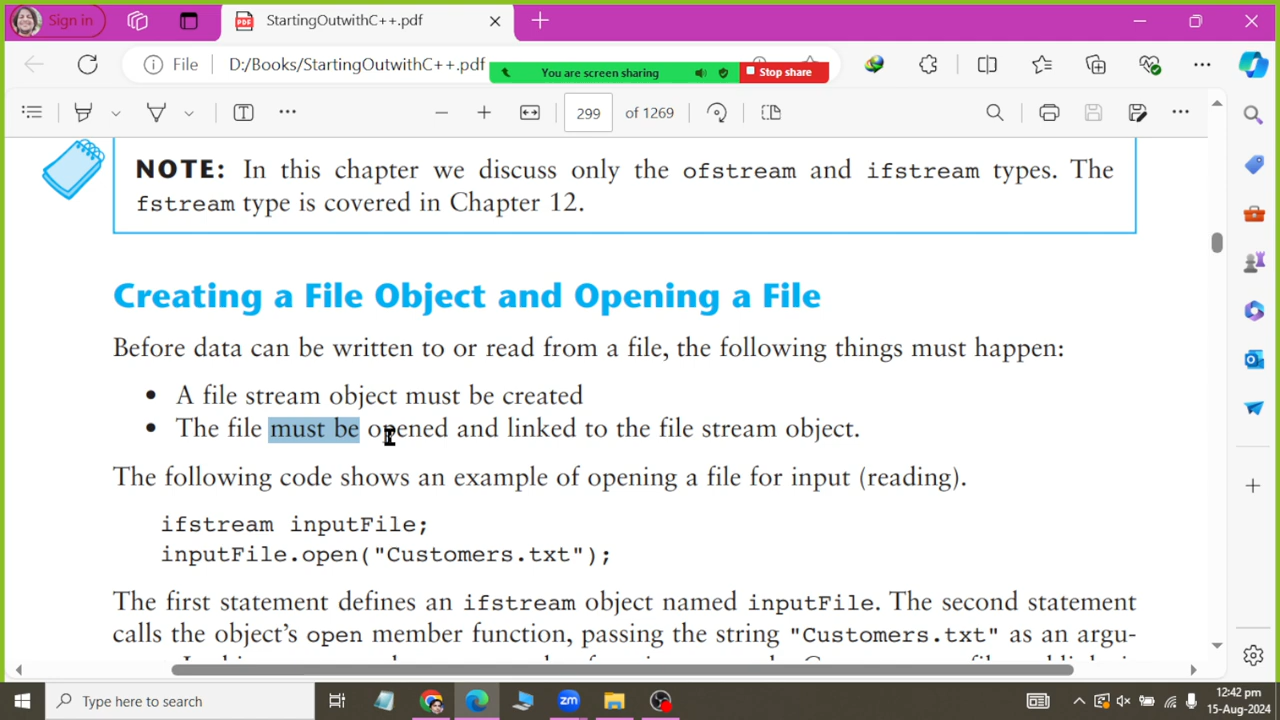 Sign in
StartingOutwithC++.pdf
File
D:/Books/StartingOutwithC++.pdf
You are screen sharing
Stop share
299 of 1269
NOTE: In this chapter we discuss only the ofstream and ifstream types. The
fstream type is covered in Chapter 12.
Creating a File Object and Opening a File
Before data can be written to or read from a file, the following things must happen:
• A file stream object must be created
• The file must be opened and linked to the file stream object.
The following code shows an example of opening a file for input (reading).
ifstream inputFile;
inputFile.open("Customers.txt");
The first statement defines an ifstream object named inputFile. The second statement
calls the object's open member function, passing the string "Customers.txt" as an argu-
Type here to search
12:42 pm
15-Aug-2024